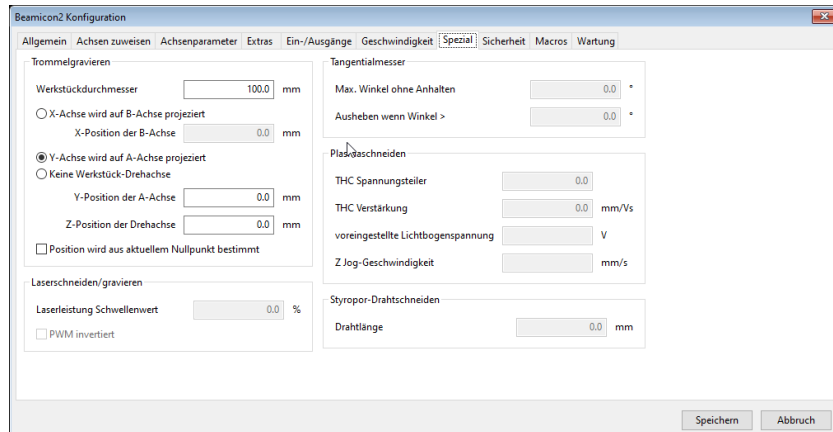 Beamicon2 Konfiguration
Allgemein Achsen zuweisen Achsenparameter Extras Ein-/Ausgänge Geschwindigkeit Spezial Sicherheit Macros Wartung
Trommelgravieren
Werkstückdurchmesser 100.0 mm
X-Achse wird auf B-Achse projiziert
X-Position der B-Achse 0.0 mm
Y-Achse wird auf A-Achse projiziert
Keine Werkstück-Drehachse
Y-Position der A-Achse 0.0 mm
Z-Position der Drehachse 0.0 mm
Position wird aus aktuellem Nullpunkt bestimmt
Laserschneiden/gravieren
Laserleistung Schwellenwert 0.0 %
PWM invertiert
Tangentialmesser
Max. Winkel ohne Anhalten 0.0 °
Ausheben wenn Winkel > 0.0 °
Plasmaschneiden
THC Spannungsteiler 0.0
THC Verstärkung 0.0 mm/Vs
voreingestellte Lichtbogenspannung V
Z Jog-Geschwindigkeit mm/s
Styropor-Drahtschneiden
Drahtlänge 0.0 mm
Speichern Abbruch